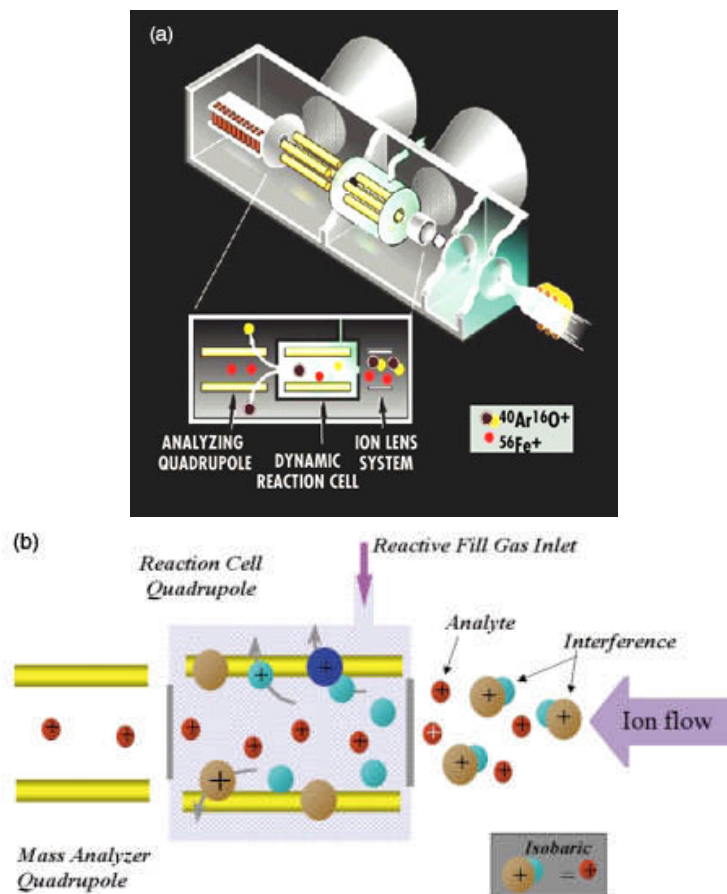 (a)
ANALYZING
QUADRUPOLE
DYNAMIC
REACTION CELL
ION LENS
SYSTEM
40Ar16O+
56Fe+
(b)
Reaction Cell
Quadrupole
Reactive Fill Gas Inlet
Analyte
Interference
Ion flow
Mass Analyzer
Quadrupole
Isobaric
+ = +